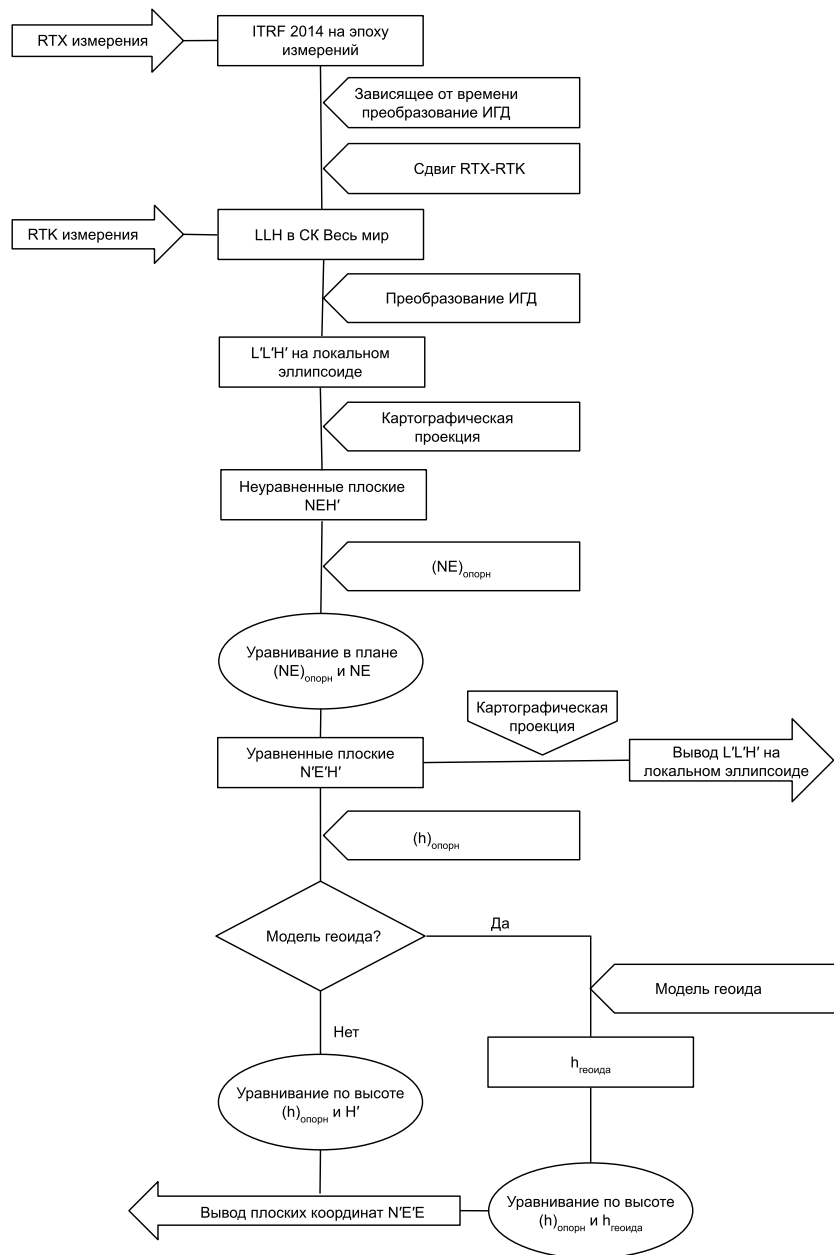 RTX измерения
ITRF 2014 на эпоху
измерений
Зависящее от времени
преобразование ИГД
Сдвиг RTX-RTK
RTK измерения
LLH в СК Весь мир
Преобразование ИГД
L′L′H′ на локальном
эллипсоиде
Картографическая
проекция
Неуравненные плоские
NEH′
(NE)опорн
Уравнивание в плане
(NE)опорн и NE
Картографическая
проекция
Уравненные плоские
N′E′H′
Вывод L′L′H′ на
локальном эллипсоиде
(h)опорн
Модель геоида?
Да
Модель геоида
Нет
hгеоида
Уравнивание по высоте
(h)опорн и H′
Уравнивание по высоте
(h)опорн и hгеоида
Вывод плоских координат N′E′E